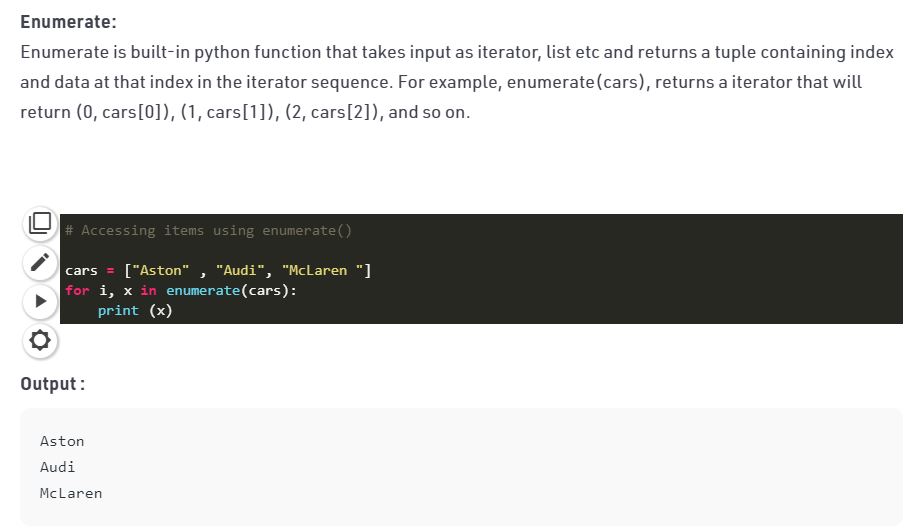 Enumerate:
Enumerate is built-in python function that takes input as iterator, list etc and returns a tuple containing index
and data at that index in the iterator sequence. For example, enumerate(cars), returns a iterator that will
return (0, cars[0]), (1, cars[1]), (2, cars[2]), and so on.
# Accessing items using enumerate()
cars = ["Aston" , "Audi", "McLaren "]
for i, x in enumerate(cars):
    print (x)
Output :
Aston
Audi
McLaren